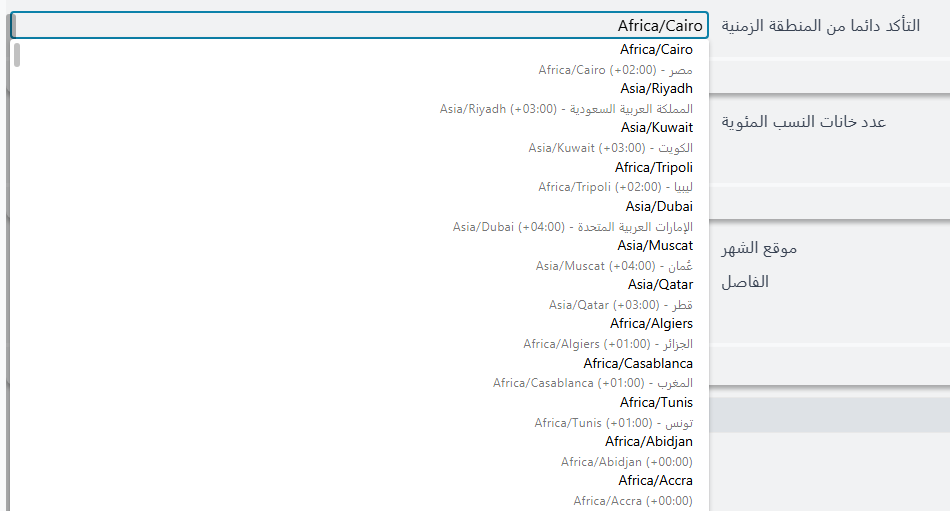 التأكد دائما من المنطقة الزمنية
Africa/Cairo
Africa/Cairo
مصر - Africa/Cairo (+02:00)
Asia/Riyadh
المملكة العربية السعودية - Asia/Riyadh (+03:00)
Asia/Kuwait
الكويت - Asia/Kuwait (+03:00)
Africa/Tripoli
ليبيا - Africa/Tripoli (+02:00)
Asia/Dubai
الإمارات العربية المتحدة - Asia/Dubai (+04:00)
Asia/Muscat
عُمان - Asia/Muscat (+04:00)
Asia/Qatar
قطر - Asia/Qatar (+03:00)
Africa/Algiers
الجزائر - Africa/Algiers (+01:00)
Africa/Casablanca
المغرب - Africa/Casablanca (+01:00)
Africa/Tunis
تونس - Africa/Tunis (+01:00)
Africa/Abidjan
Africa/Abidjan (+00:00)
Africa/Accra
Africa/Accra (+00:00)
عدد خانات النسب المئوية
موقع الشهر
الفاصل